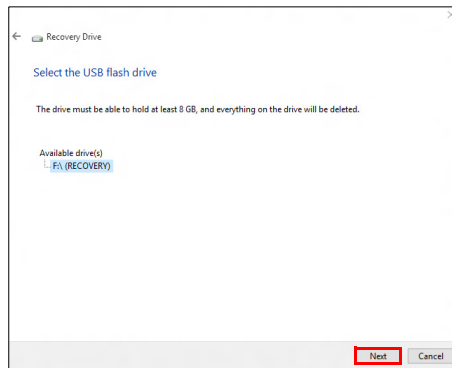 Recovery Drive
Select the USB flash drive
The drive must be able to hold at least 8 GB, and everything on the drive will be deleted.
Available drive(s)
F:\ (RECOVERY)
Next Cancel